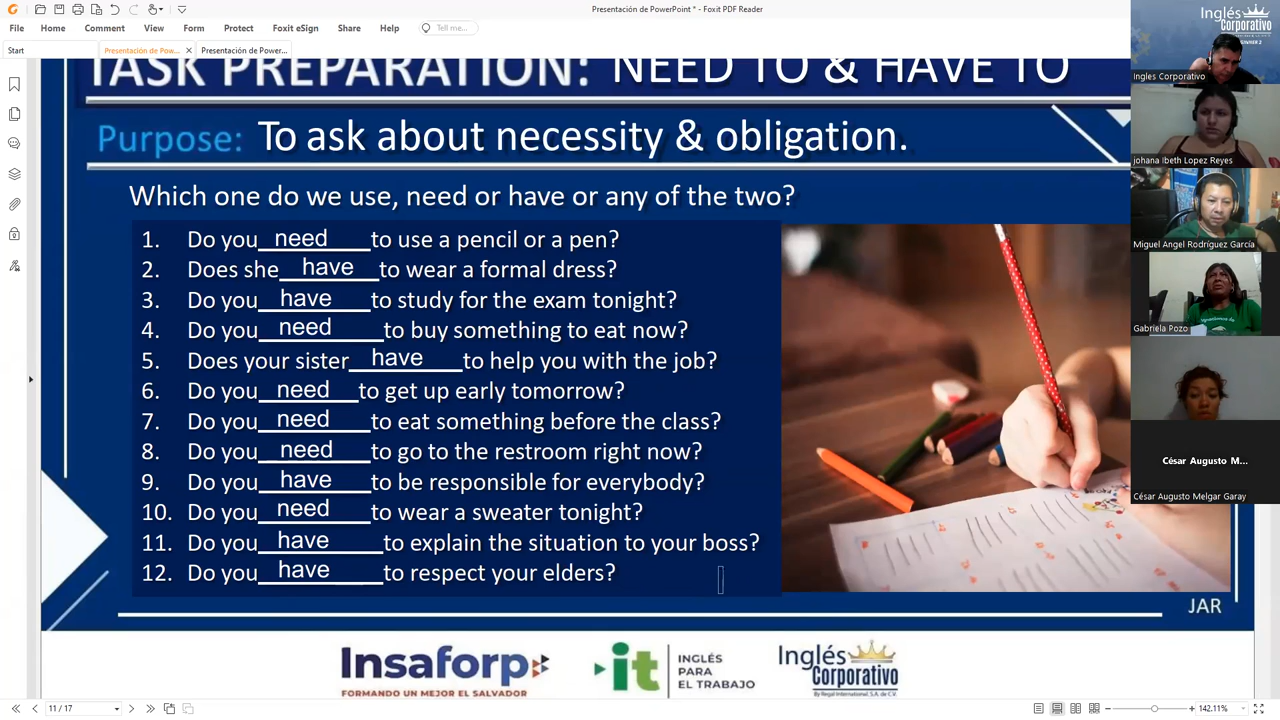 Presentación de PowerPoint * - Foxit PDF Reader
File Home Comment View Form Protect Foxit eSign Share Help Tell me...
Start Presentación de Pow... Presentación de Power...
TASK PREPARATION: NEED TO & HAVE TO
Purpose: To ask about necessity & obligation.
Which one do we use, need or have or any of the two?
1. Do you need to use a pencil or a pen?
2. Does she have to wear a formal dress?
3. Do you have to study for the exam tonight?
4. Do you need to buy something to eat now?
5. Does your sister have to help you with the job?
6. Do you need to get up early tomorrow?
7. Do you need to eat something before the class?
8. Do you need to go to the restroom right now?
9. Do you have to be responsible for everybody?
10. Do you need to wear a sweater tonight?
11. Do you have to explain the situation to your boss?
12. Do you have to respect your elders?
JAR
Insaforp
FORMANDO UN MEJOR EL SALVADOR
it
INGLÉS
PARA
EL TRABAJO
Inglés
Corporativo
By Regal International, S.A. de C.V.
11 / 17
142.11%
Inglés
Corporativo
Ingles Corporativo
johana Ibeth Lopez Reyes
Miguel Angel Rodríguez García
Gabriela Pozo
César Augusto M...
César Augusto Melgar Garay